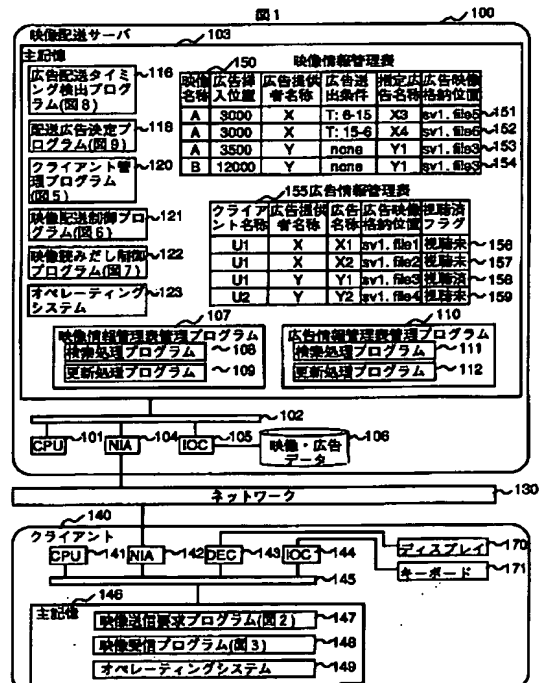 図1
100
映像配送サーバ
103
主記憶
広告配送タイミング検出プログラム(図8)
116
配送広告決定プログラム(図9)
118
クライアント管理プログラム(図5)
120
映像配送制御プログラム(図6)
121
映像読みだし制御プログラム(図7)
122
オペレーティングシステム
123
150
映像情報管理表
映像名称 広告挿入位置 広告提供者名称 広告送出条件 指定広告名称 広告映像格納位置
A 3000 X T: 6-15 X3 sv1. file5 151
A 3000 X T: 15-6 X4 sv1. file6 152
A 3500 Y none Y1 sv1. file3 153
B 12000 Y none Y1 sv1. file3 154
155 広告情報管理表
クライアント名称 広告提供者名称 広告名称 広告映像格納位置 視聴済フラグ
U1 X X1 sv1. file1 視聴未 156
U1 X X2 sv1. file2 視聴未 157
U1 Y Y1 sv1. file3 視聴済 158
U2 Y Y2 sv1. file4 視聴未 159
107
映像情報管理表管理プログラム
検索処理プログラム 108
更新処理プログラム 109
110
広告情報管理表管理プログラム
検索処理プログラム 111
更新処理プログラム 112
102
CPU 101 NIA 104 IOC 105 映像・広告データ 106
ネットワーク 130
140
クライアント
CPU 141 NIA 142 DEC 143 IOC 144
ディスプレイ 170
キーボード 171
145
146
主記憶
映像送信要求プログラム(図2) 147
映像受信プログラム(図3) 148
オペレーティングシステム 149